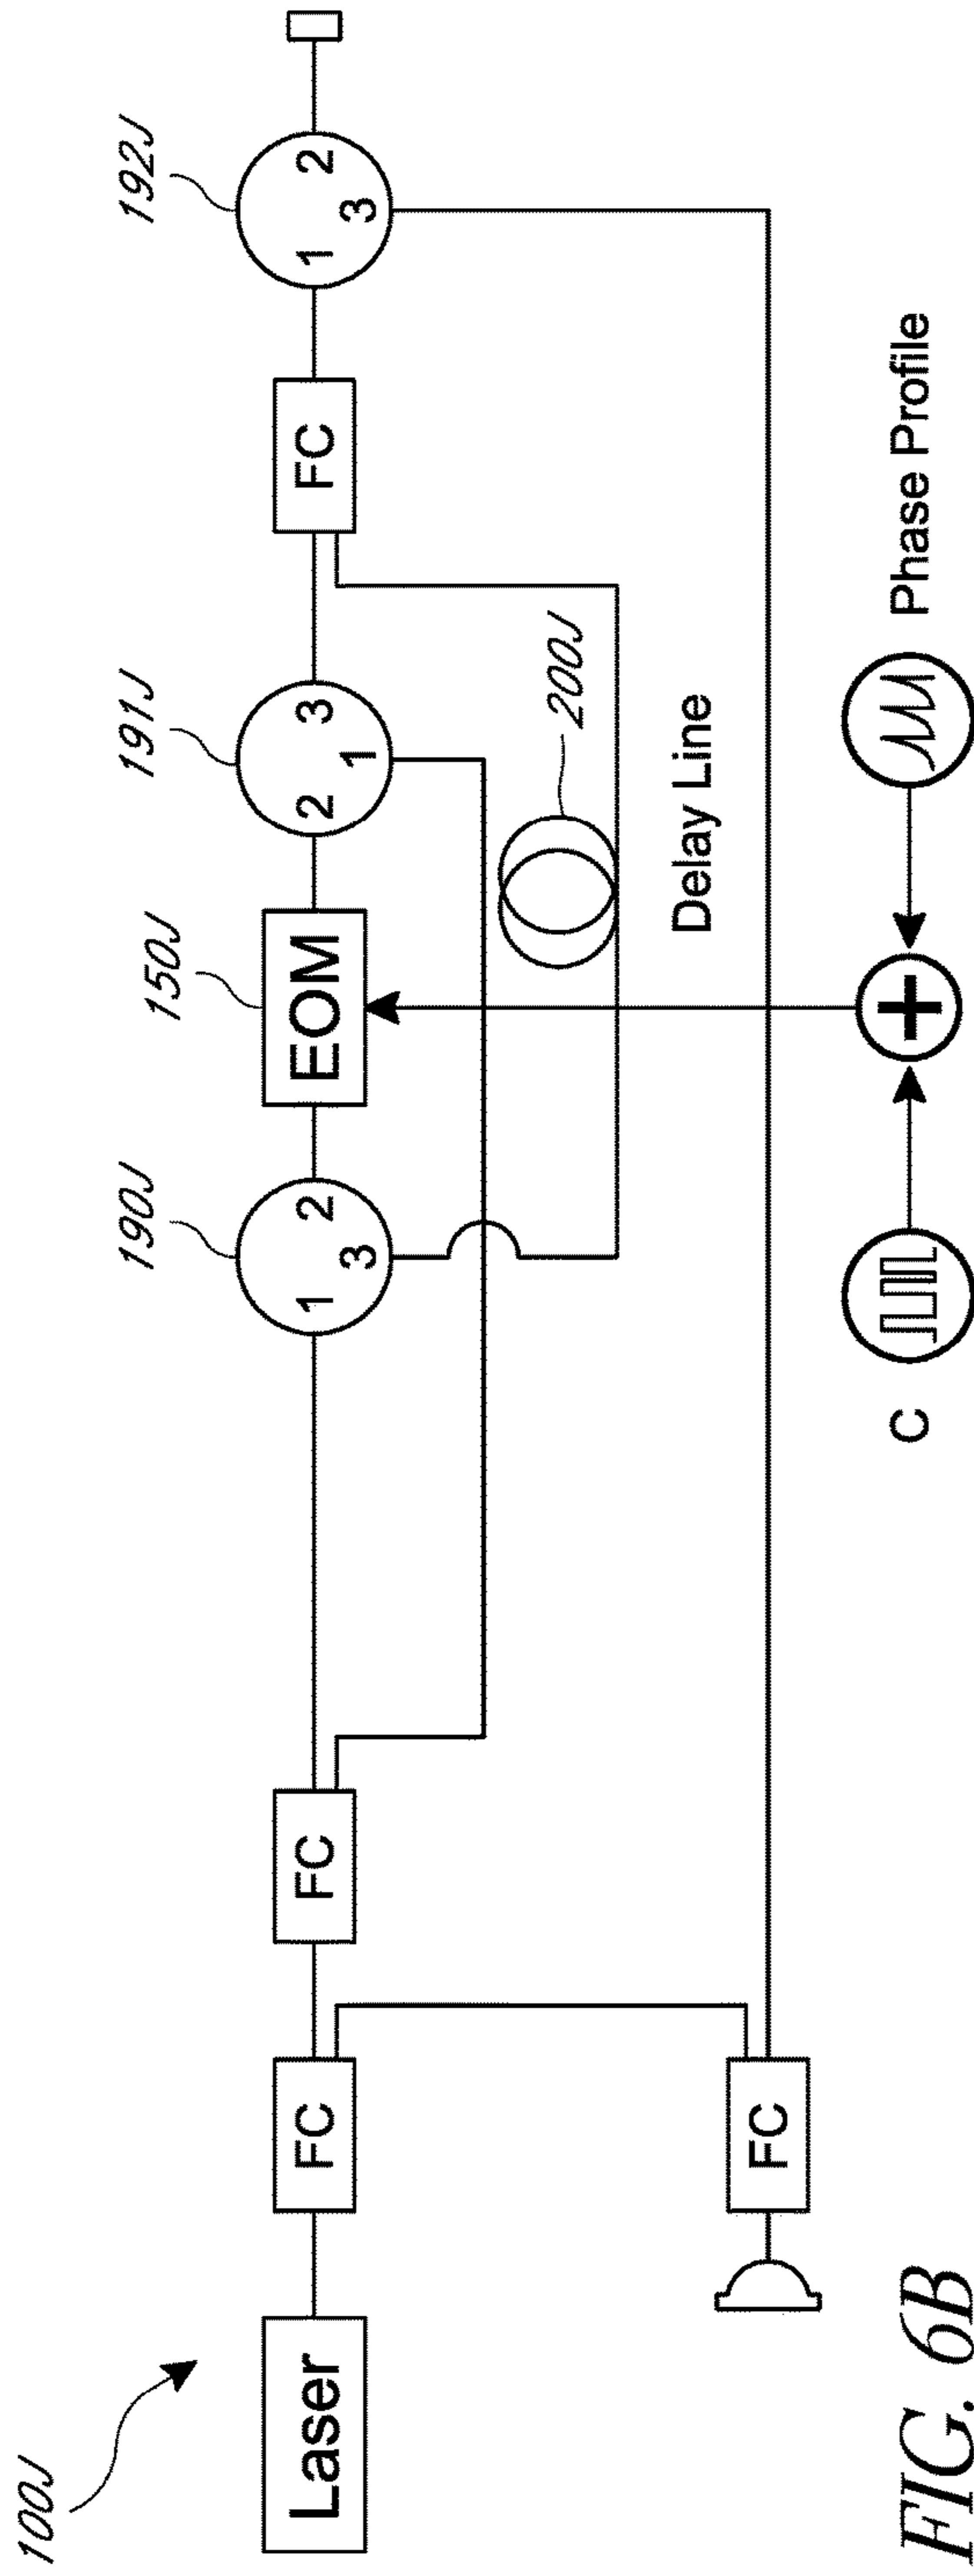 100J
Laser
FC
FC
190J
1
2
3
150J
EOM
191J
2
1
3
FC
192J
1
3
2
200J
Delay Line
FC
C
+
Phase Profile
FIG. 6B